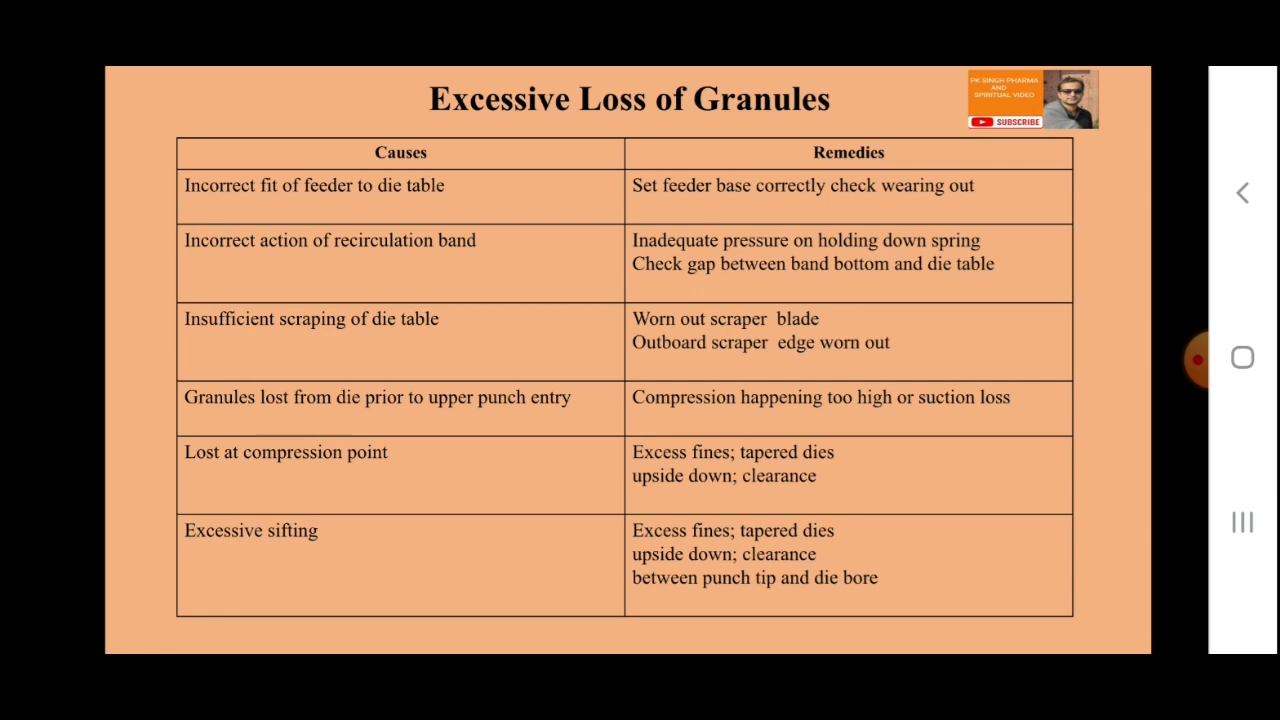 Excessive Loss of Granules
PK SINGH PHARMA
AND
SPIRITUAL VIDEO
SUBSCRIBE
Causes
Remedies
Incorrect fit of feeder to die table
Set feeder base correctly check wearing out
Incorrect action of recirculation band
Inadequate pressure on holding down spring
Check gap between band bottom and die table
Insufficient scraping of die table
Worn out scraper blade
Outboard scraper edge worn out
Granules lost from die prior to upper punch entry
Compression happening too high or suction loss
Lost at compression point
Excess fines; tapered dies
upside down; clearance
Excessive sifting
Excess fines; tapered dies
upside down; clearance
between punch tip and die bore